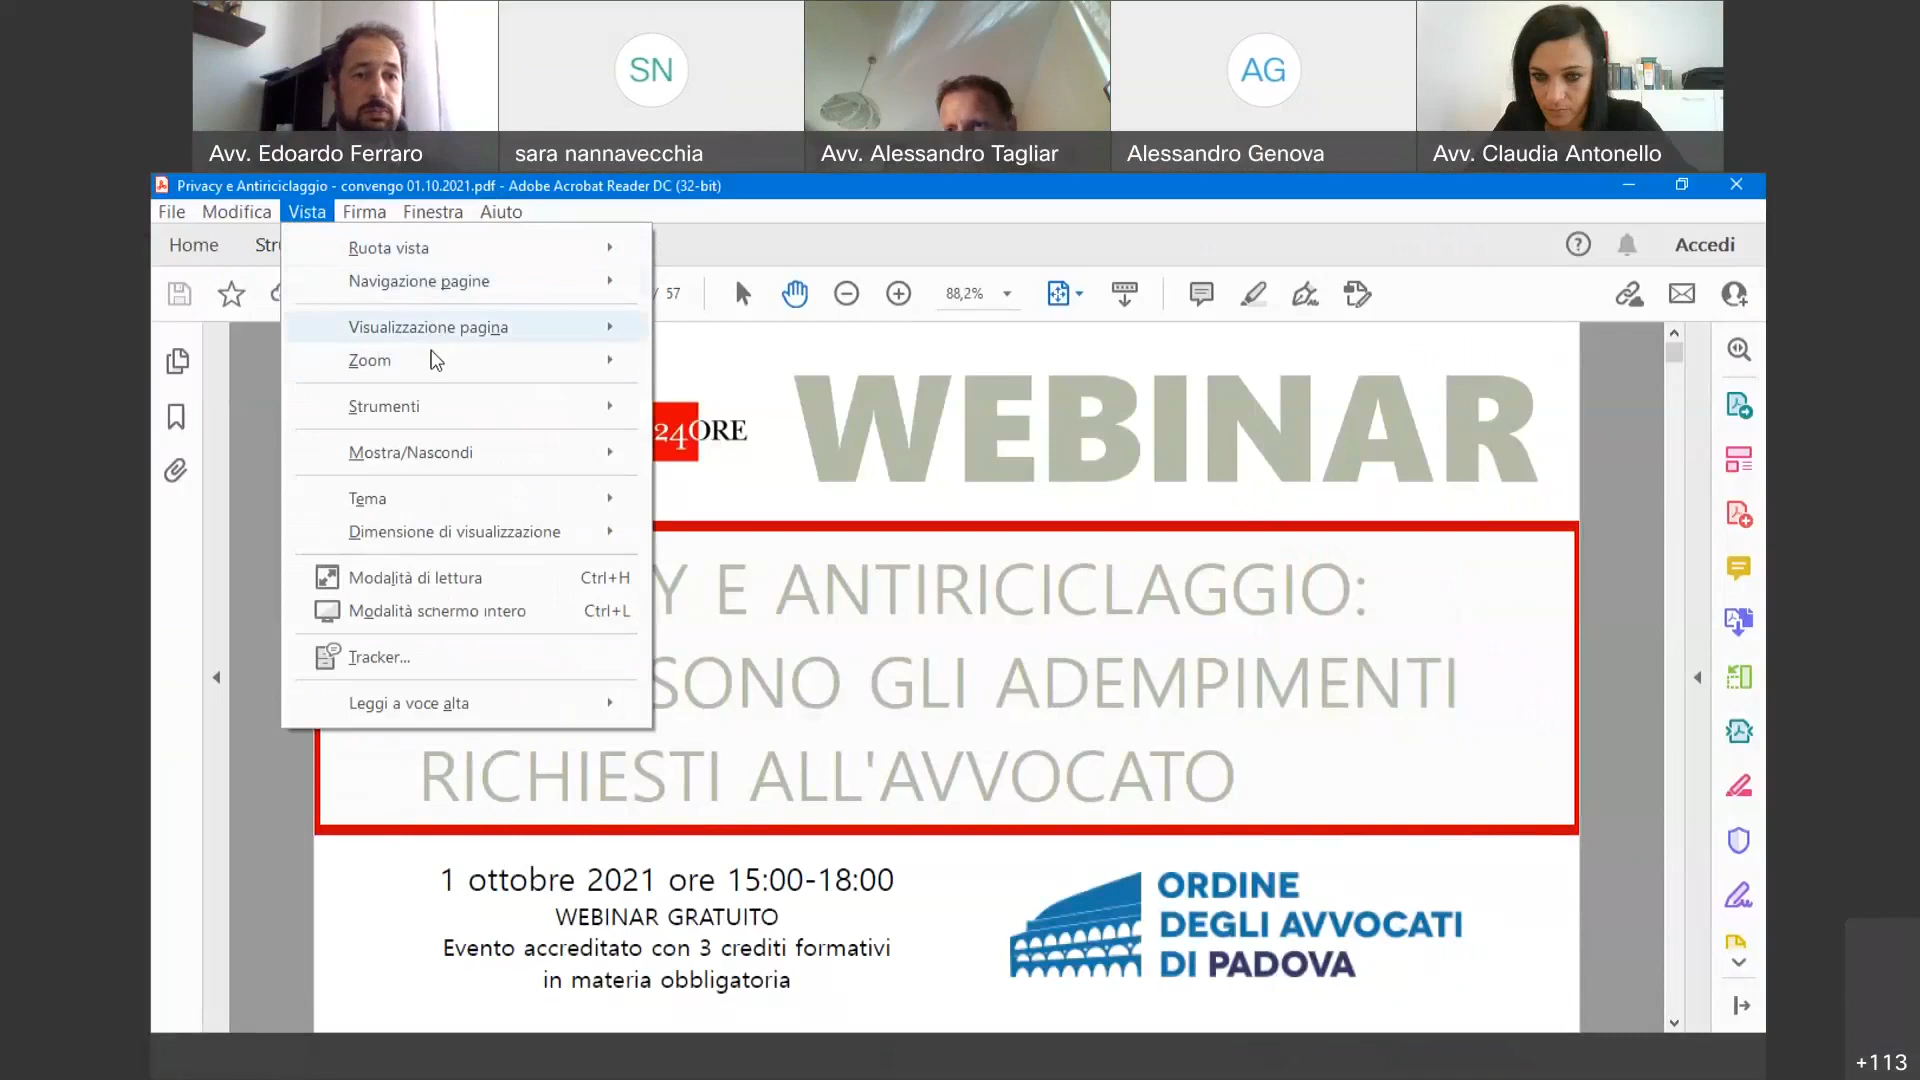 SN
AG
Avv. Edoardo Ferraro
sara nannavecchia
Avv. Alessandro Tagliar
Alessandro Genova
Avv. Claudia Antonello
Privacy e Antiriciclaggio - convengo 01.10.2021.pdf - Adobe Acrobat Reader DC (32-bit)
File Modifica Vista Firma Finestra Aiuto
Home Stru Accedi
/ 57 88,2%
Ruota vista
Navigazione pagine
Visualizzazione pagina
Zoom
Strumenti
Mostra/Nascondi
Tema
Dimensione di visualizzazione
Modalità di lettura Ctrl+H
Modalità schermo intero Ctrl+L
Tracker...
Leggi a voce alta
24ORE
WEBINAR
Y E ANTIRICICLAGGIO:
SONO GLI ADEMPIMENTI
RICHIESTI ALL'AVVOCATO
1 ottobre 2021 ore 15:00-18:00
WEBINAR GRATUITO
Evento accreditato con 3 crediti formativi
in materia obbligatoria
ORDINE
DEGLI AVVOCATI
DI PADOVA
+113